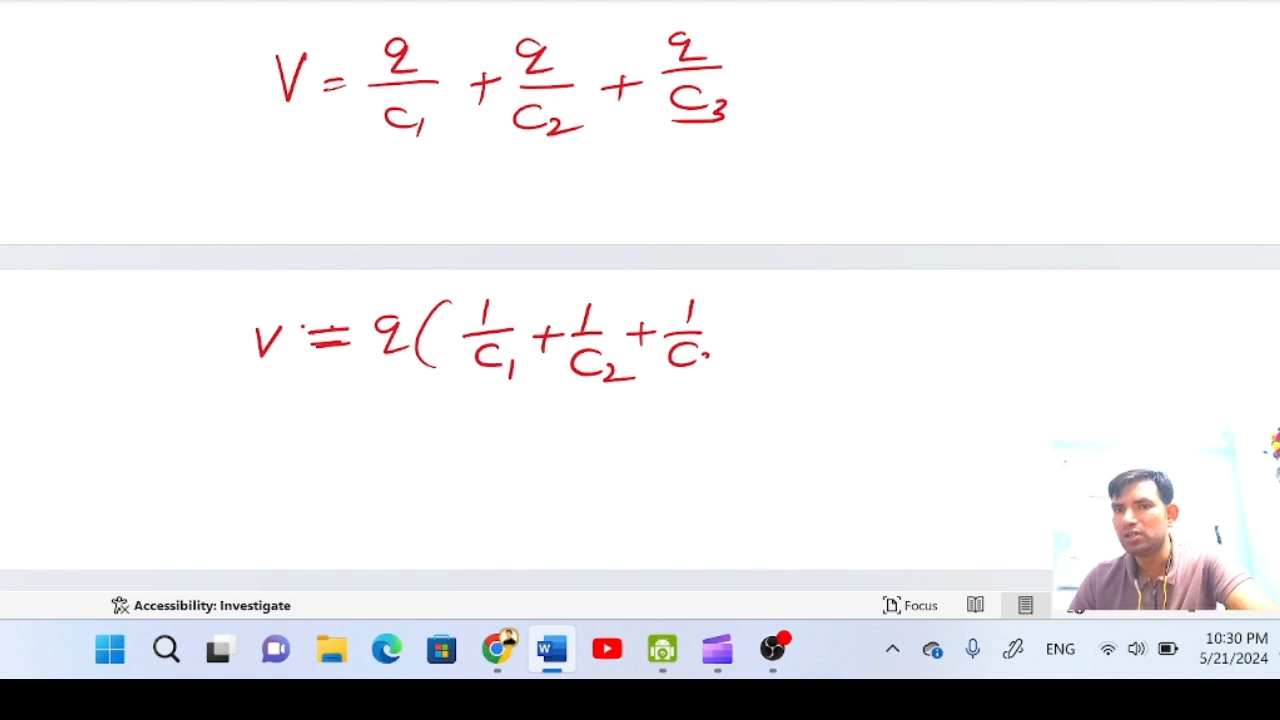 V = q/C1 + q/C2 + q/C3
V = q ( 1/C1 + 1/C2 + 1/C
Accessibility: Investigate
Focus
ENG
10:30 PM
5/21/2024